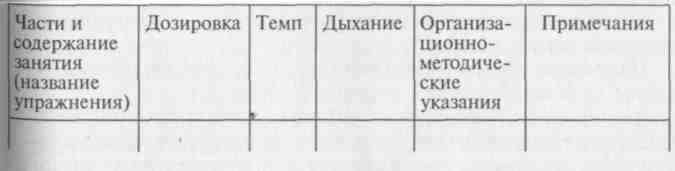 Части и
содержание
занятия
(название
упражнения)
Дозировка
Темп
Дыхание
Организа-
ционно-
методиче-
ские
указания
Примечания